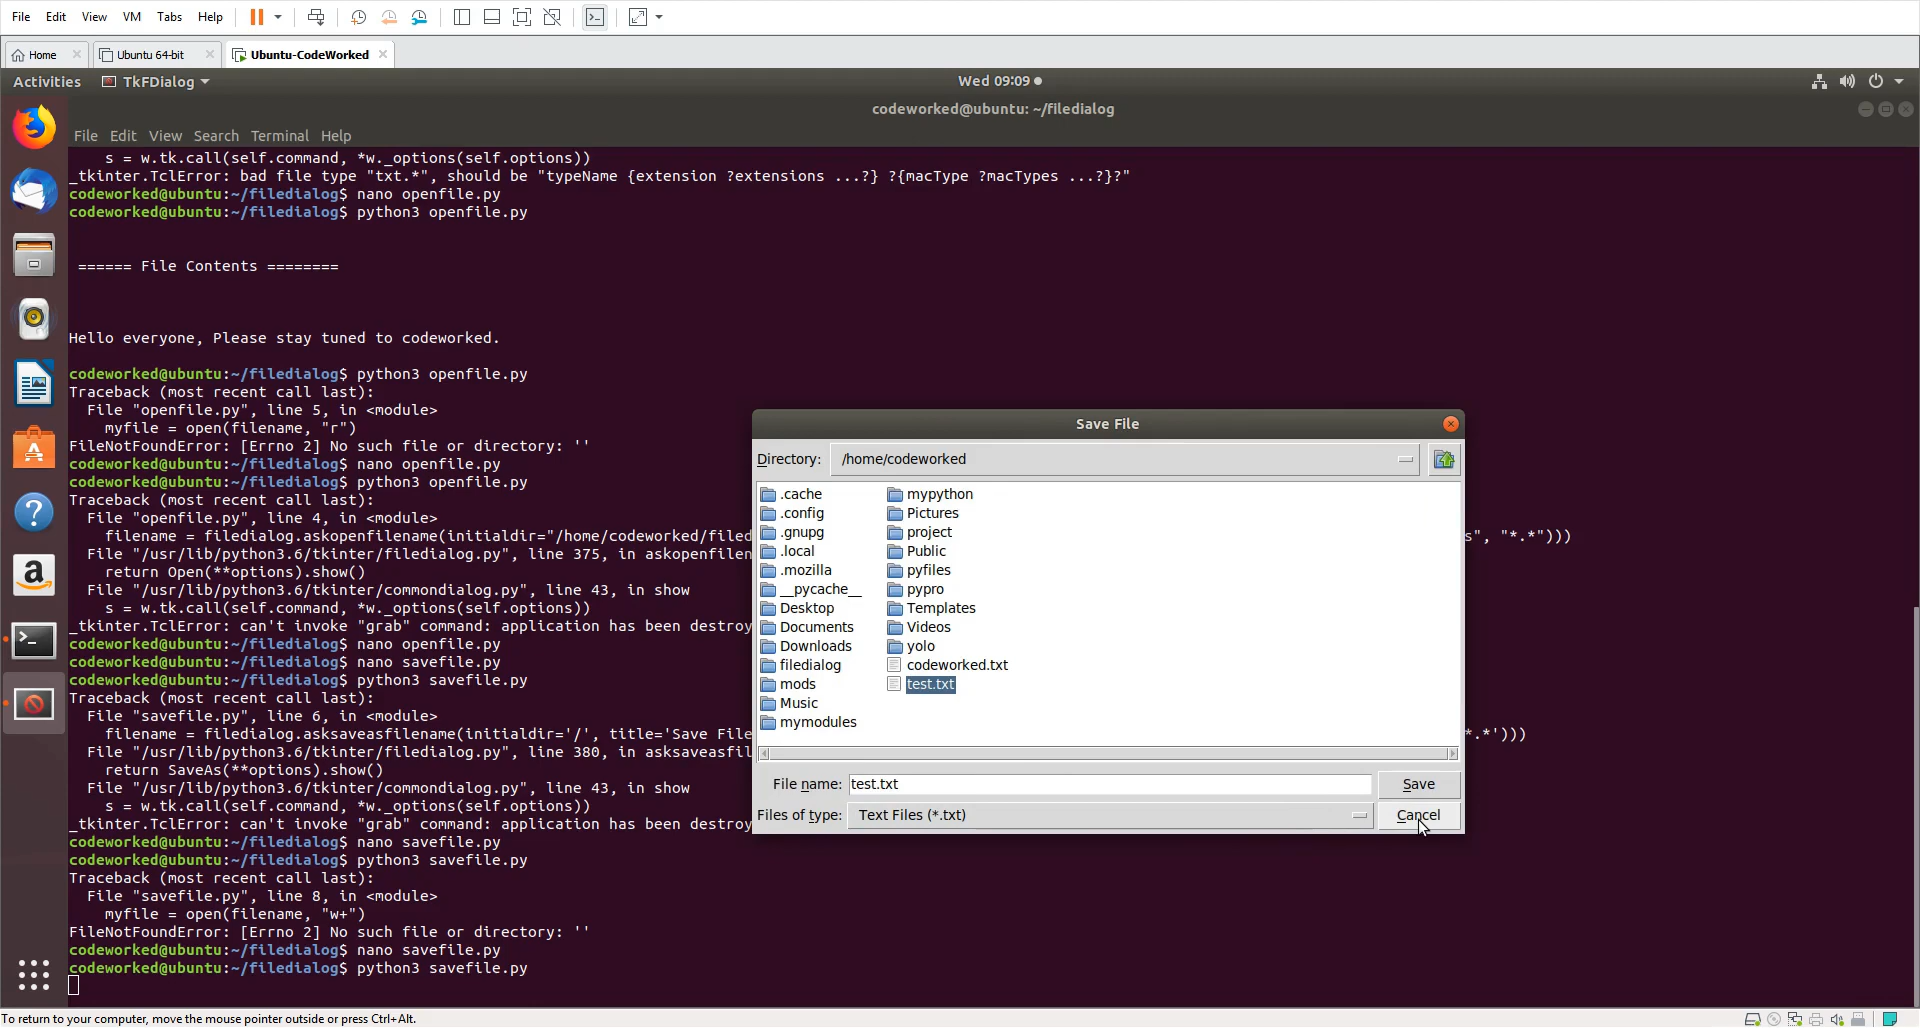 File Edit View VM Tabs Help
Home Ubuntu 64-bit Ubuntu-CodeWorked
Activities TkFDialog Wed 09:09
codeworked@ubuntu: ~/filedialog
File Edit View Search Terminal Help
s = w.tk.call(self.command, *w._options(self.options))
_tkinter.TclError: bad file type "txt.*", should be "typeName {extension ?extensions ...?} ?{macType ?macTypes ...?}?"
codeworked@ubuntu:~/filedialog$ nano openfile.py
codeworked@ubuntu:~/filedialog$ python3 openfile.py
====== File Contents ========
Hello everyone, Please stay tuned to codeworked.
codeworked@ubuntu:~/filedialog$ python3 openfile.py
Traceback (most recent call last):
File "openfile.py", line 5, in <module>
myfile = open(filename, "r")
FileNotFoundError: [Errno 2] No such file or directory: ''
codeworked@ubuntu:~/filedialog$ nano openfile.py
codeworked@ubuntu:~/filedialog$ python3 openfile.py
Traceback (most recent call last):
File "openfile.py", line 4, in <module>
filename = filedialog.askopenfilename(initialdir="/home/codeworked/filed s", "*.*")))
File "/usr/lib/python3.6/tkinter/filedialog.py", line 375, in askopenfilen
return Open(**options).show()
File "/usr/lib/python3.6/tkinter/commondialog.py", line 43, in show
s = w.tk.call(self.command, *w._options(self.options))
_tkinter.TclError: can't invoke "grab" command: application has been destroy
codeworked@ubuntu:~/filedialog$ nano openfile.py
codeworked@ubuntu:~/filedialog$ nano savefile.py
codeworked@ubuntu:~/filedialog$ python3 savefile.py
Traceback (most recent call last):
File "savefile.py", line 6, in <module>
filename = filedialog.asksaveasfilename(initialdir='/', title='Save File *.*')))
File "/usr/lib/python3.6/tkinter/filedialog.py", line 380, in asksaveasfil
return SaveAs(**options).show()
File "/usr/lib/python3.6/tkinter/commondialog.py", line 43, in show
s = w.tk.call(self.command, *w._options(self.options))
_tkinter.TclError: can't invoke "grab" command: application has been destroy
codeworked@ubuntu:~/filedialog$ nano savefile.py
codeworked@ubuntu:~/filedialog$ python3 savefile.py
Traceback (most recent call last):
File "savefile.py", line 8, in <module>
myfile = open(filename, "w+")
FileNotFoundError: [Errno 2] No such file or directory: ''
codeworked@ubuntu:~/filedialog$ nano savefile.py
codeworked@ubuntu:~/filedialog$ python3 savefile.py
Save File
Directory: /home/codeworked
.cache
.config
.gnupg
.local
.mozilla
__pycache__
Desktop
Documents
Downloads
filedialog
mods
Music
mymodules
mypython
Pictures
project
Public
pyfiles
pypro
Templates
Videos
yolo
codeworked.txt
test.txt
File name: test.txt Save
Files of type: Text Files (*.txt) Cancel
To return to your computer, move the mouse pointer outside or press Ctrl+Alt.